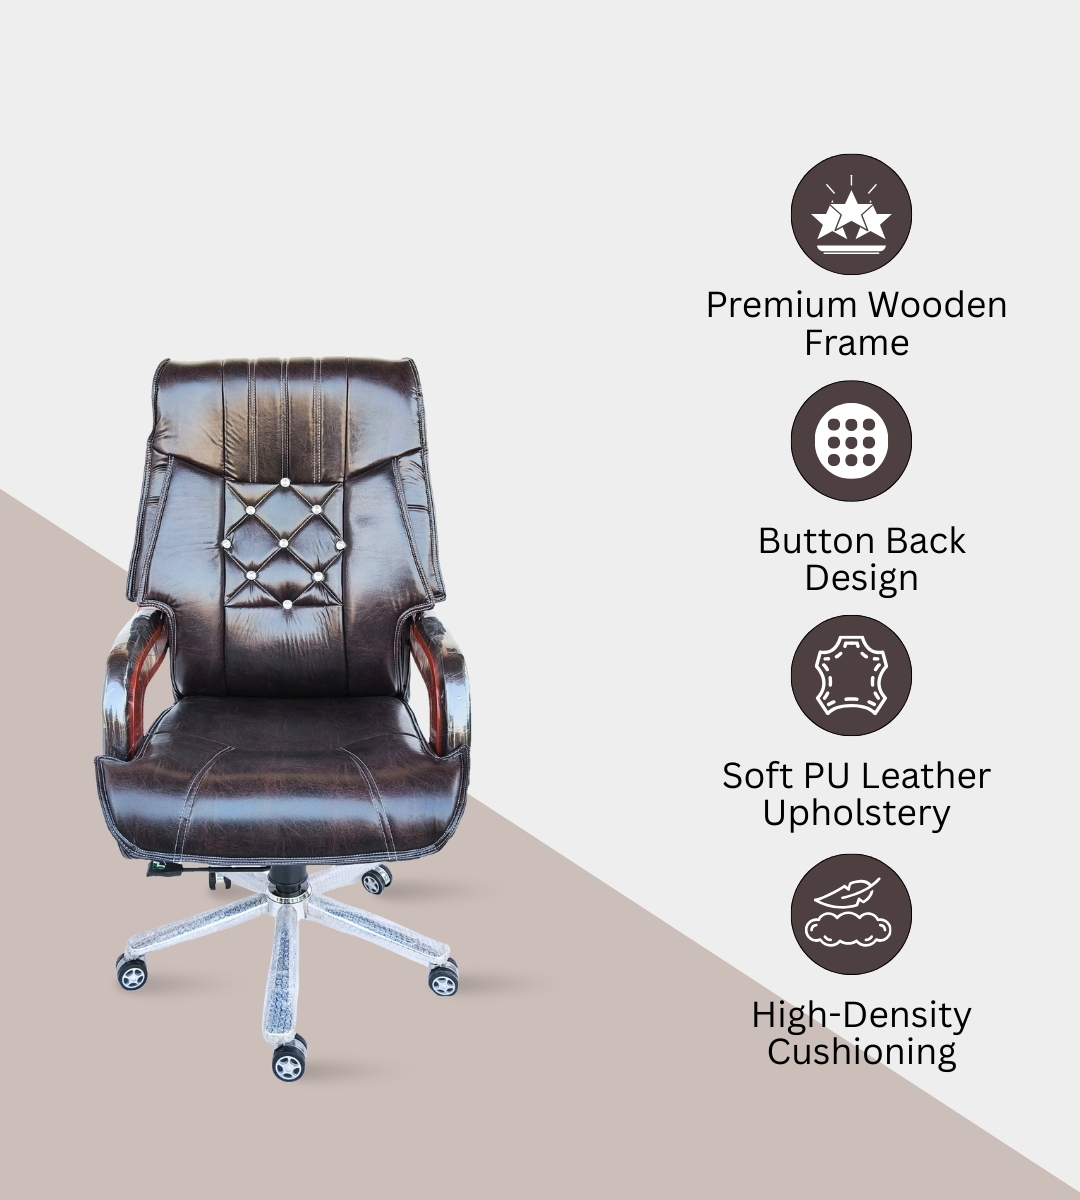 Premium Wooden
Frame
Button Back
Design
Soft PU Leather
Upholstery
High-Density
Cushioning